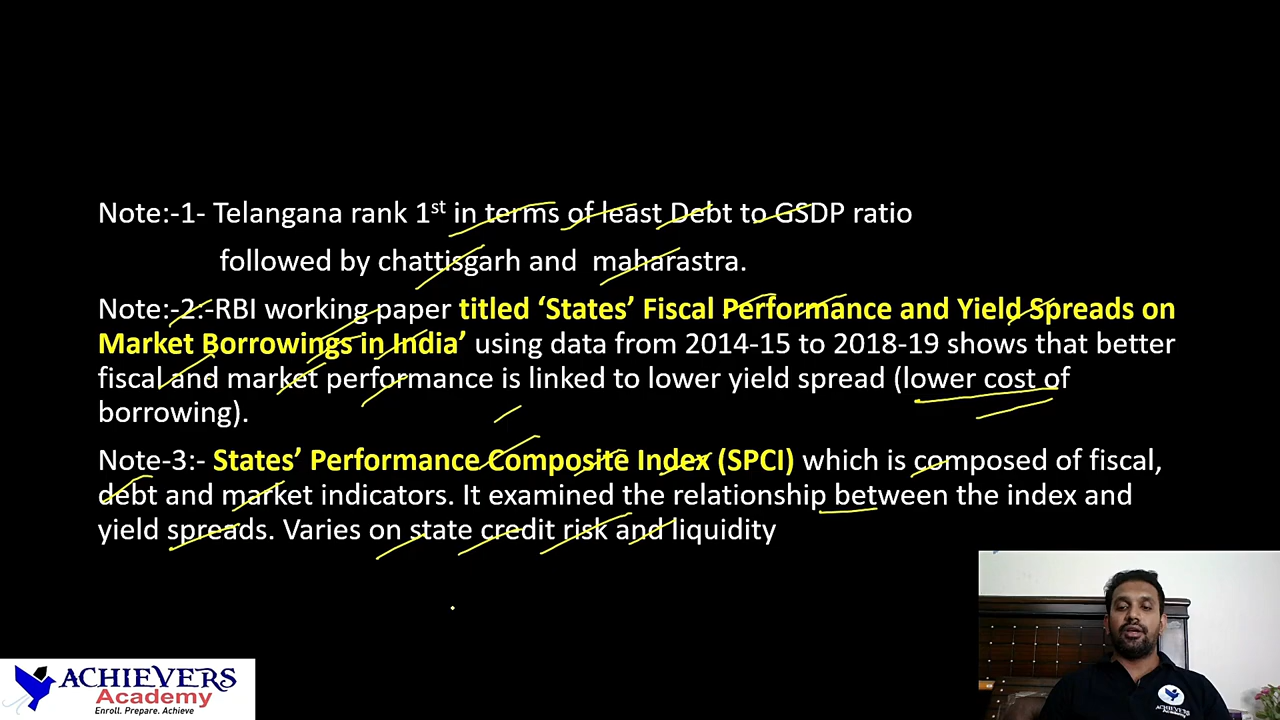 Note:-1- Telangana rank 1st in terms of least Debt to GSDP ratio
followed by chattisgarh and maharastra.
Note:-2:-RBI working paper titled ‘States’ Fiscal Performance and Yield Spreads on
Market Borrowings in India’ using data from 2014-15 to 2018-19 shows that better
fiscal and market performance is linked to lower yield spread (lower cost of
borrowing).
Note-3:- States’ Performance Composite Index (SPCI) which is composed of fiscal,
debt and market indicators. It examined the relationship between the index and
yield spreads. Varies on state credit risk and liquidity
ACHIEVERS
Academy
Enroll. Prepare. Achieve
ACHIEVERS